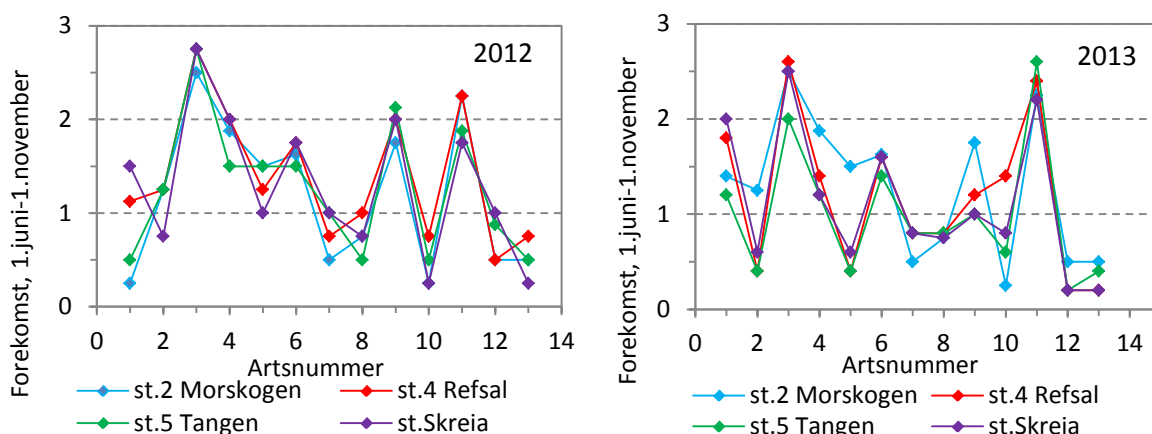 Forekomst, 1.juni-1.november
3
2
1
0
2012
0 2 4 6 8 10 12 14
Artsnummer
st.2 Morskogen st.4 Refsal
st.5 Tangen st.Skreia
Forekomst, 1.juni-1.november
3
2
1
0
2013
0 2 4 6 8 10 12 14
Artsnummer
st.2 Morskogen st.4 Refsal
st.5 Tangen st.Skreia